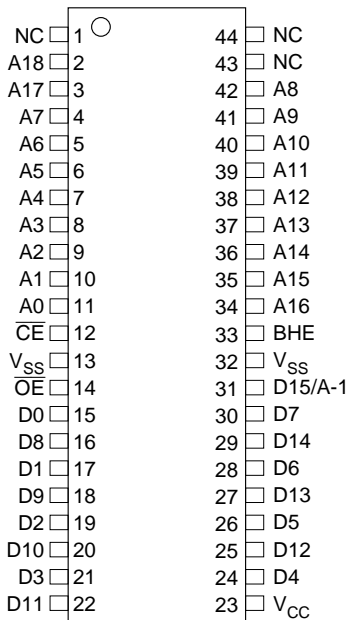 NC 1 44 NC
A18 2 43 NC
A17 3 42 A8
A7 4 41 A9
A6 5 40 A10
A5 6 39 A11
A4 7 38 A12
A3 8 37 A13
A2 9 36 A14
A1 10 35 A15
A0 11 34 A16
C̅E̅ 12 33 BHE
VSS 13 32 VSS
O̅E̅ 14 31 D15/A-1
D0 15 30 D7
D8 16 29 D14
D1 17 28 D6
D9 18 27 D13
D2 19 26 D5
D10 20 25 D12
D3 21 24 D4
D11 22 23 VCC